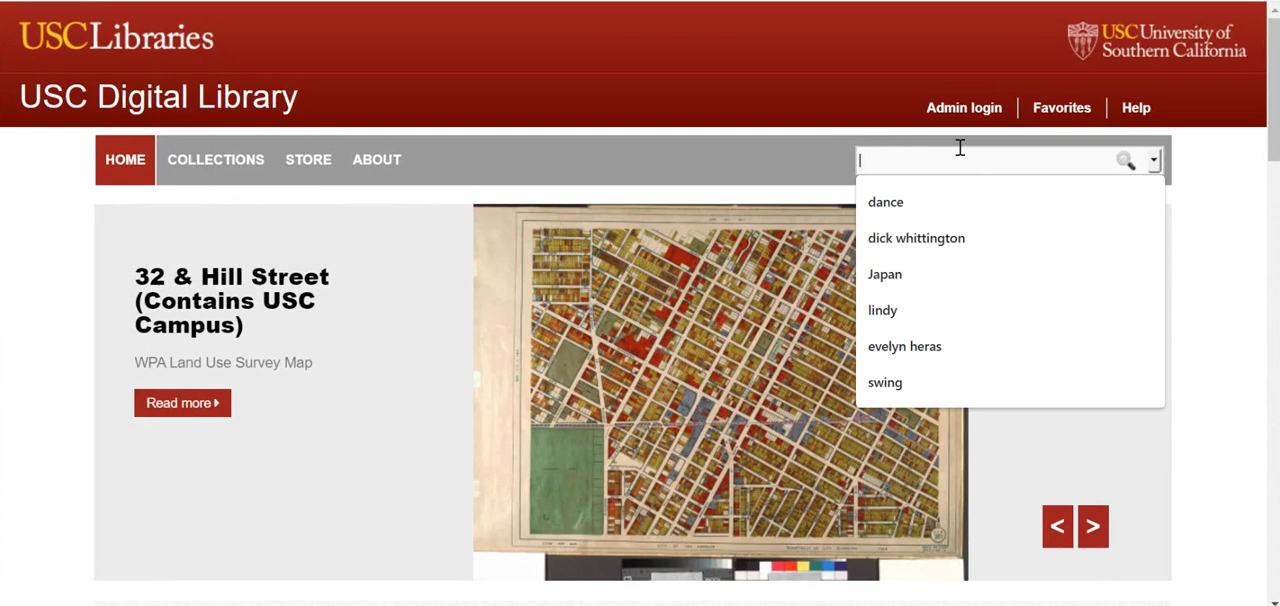 USCLibraries
USC University of
Southern California
USC Digital Library
Admin login
Favorites
Help
HOME
COLLECTIONS
STORE
ABOUT
dance
dick whittington
Japan
lindy
evelyn heras
swing
32 & Hill Street
(Contains USC
Campus)
WPA Land Use Survey Map
Read more
<
>